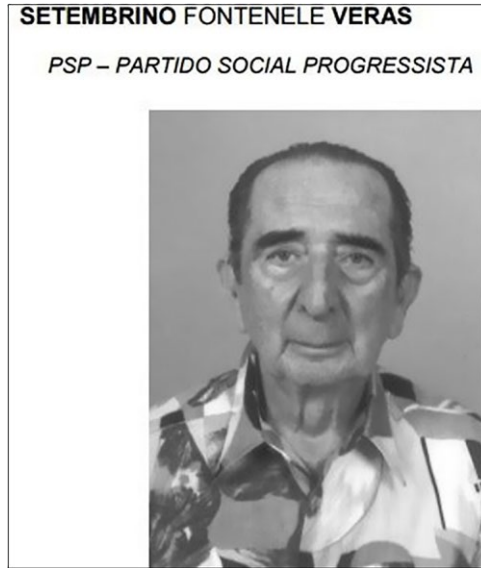 SETEMBRINO FONTENELE VERAS
PSP – PARTIDO SOCIAL PROGRESSISTA